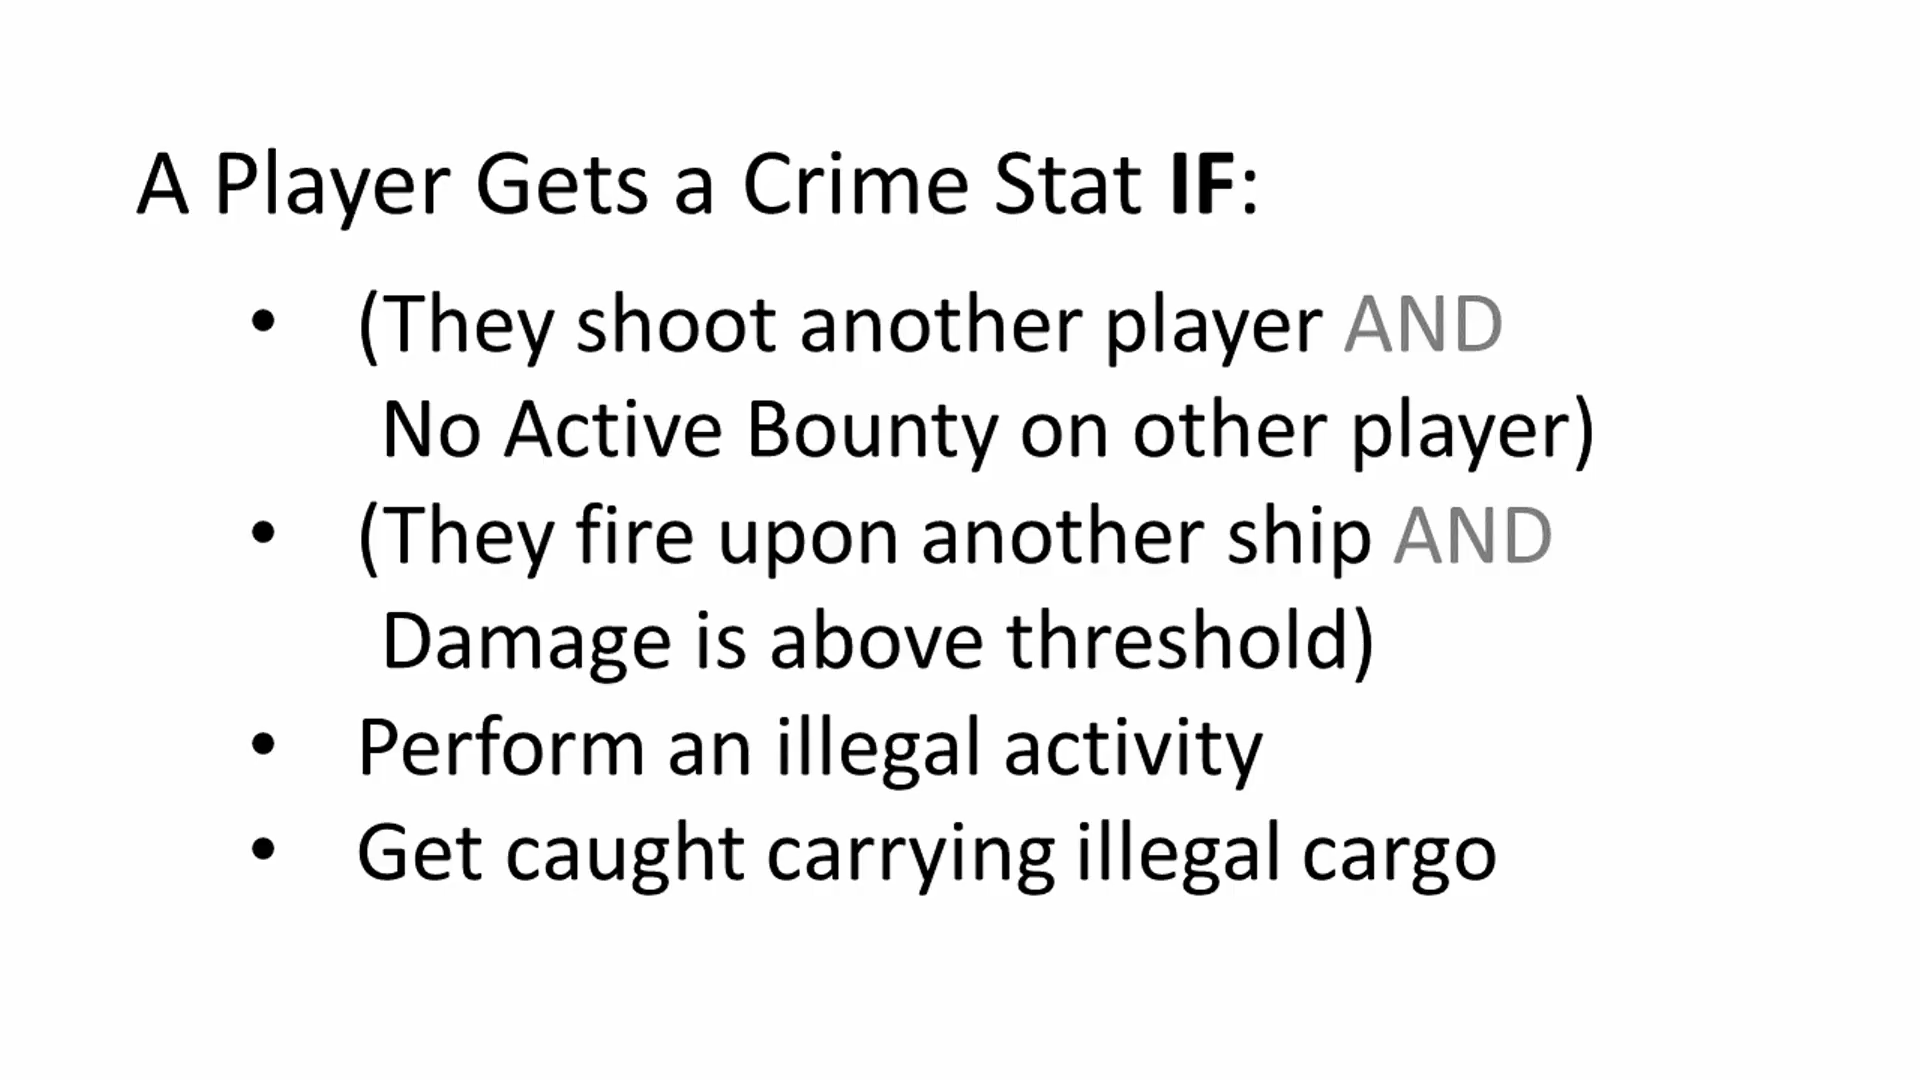 A Player Gets a Crime Stat IF:
• (They shoot another player AND
No Active Bounty on other player)
• (They fire upon another ship AND
Damage is above threshold)
• Perform an illegal activity
• Get caught carrying illegal cargo